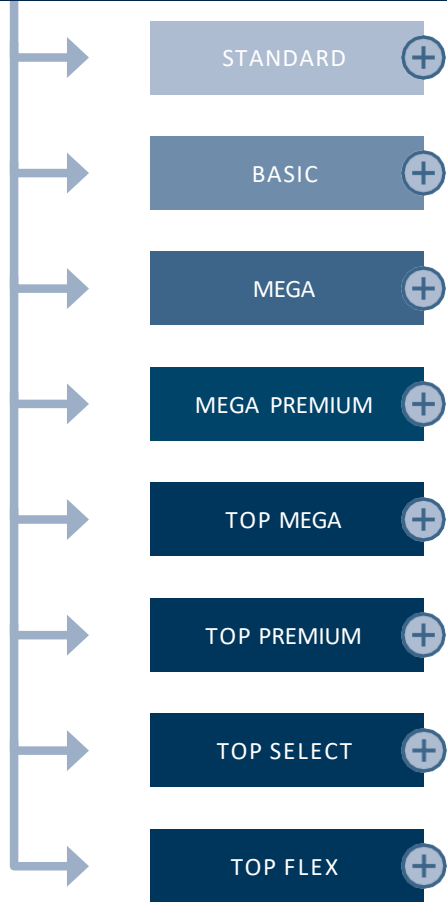 STANDARD
BASIC
MEGA
MEGA PREMIUM
TOP MEGA
TOP PREMIUM
TOP SELECT
TOP FLEX